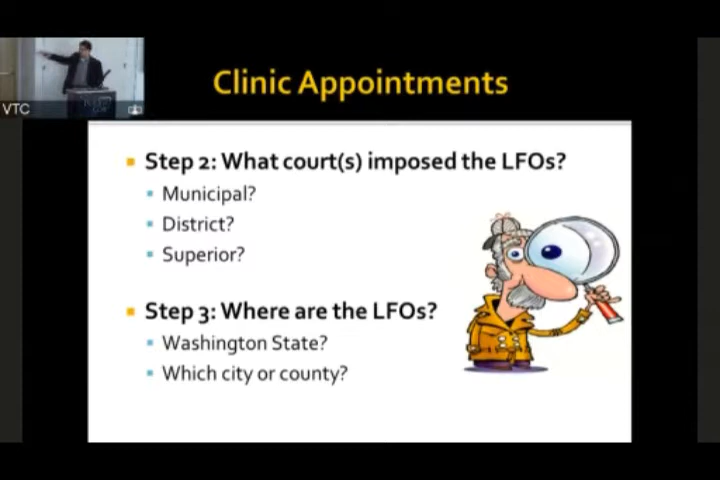 VTC
Clinic Appointments
Step 2: What court(s) imposed the LFOs?
Municipal?
District?
Superior?
Step 3: Where are the LFOs?
Washington State?
Which city or county?